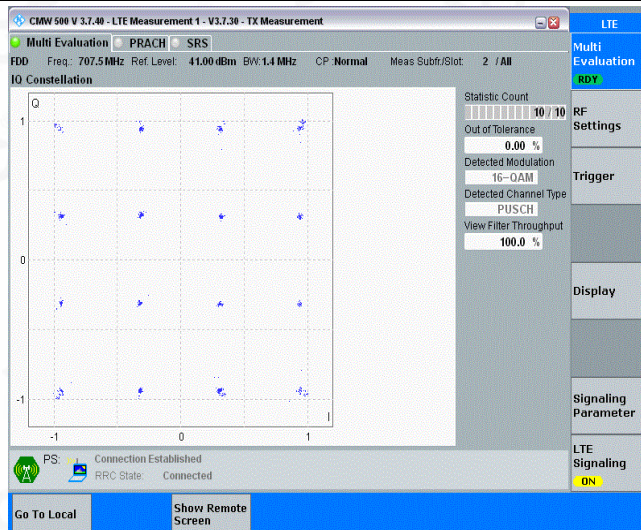 CMW 500 V 3.7.40 - LTE Measurement 1 - V3.7.30 - TX Measurement
LTE
Multi Evaluation PRACH SRS
FDD Freq.: 707.5 MHz Ref. Level: 41.00 dBm BW: 1.4 MHz CP : Normal Meas Subfr./Slot: 2 / All
IQ Constellation
Q
1
0
-1
-1 0 1
I
Statistic Count
10 / 10
Out of Tolerance
0.00 %
Detected Modulation
16-QAM
Detected Channel Type
PUSCH
View Filter Throughput
100.0 %
Multi
Evaluation
RDY
RF
Settings
Trigger
Display
Signaling
Parameter
LTE
Signaling
ON
PS: Connection Established
RRC State: Connected
Go To Local
Show Remote
Screen